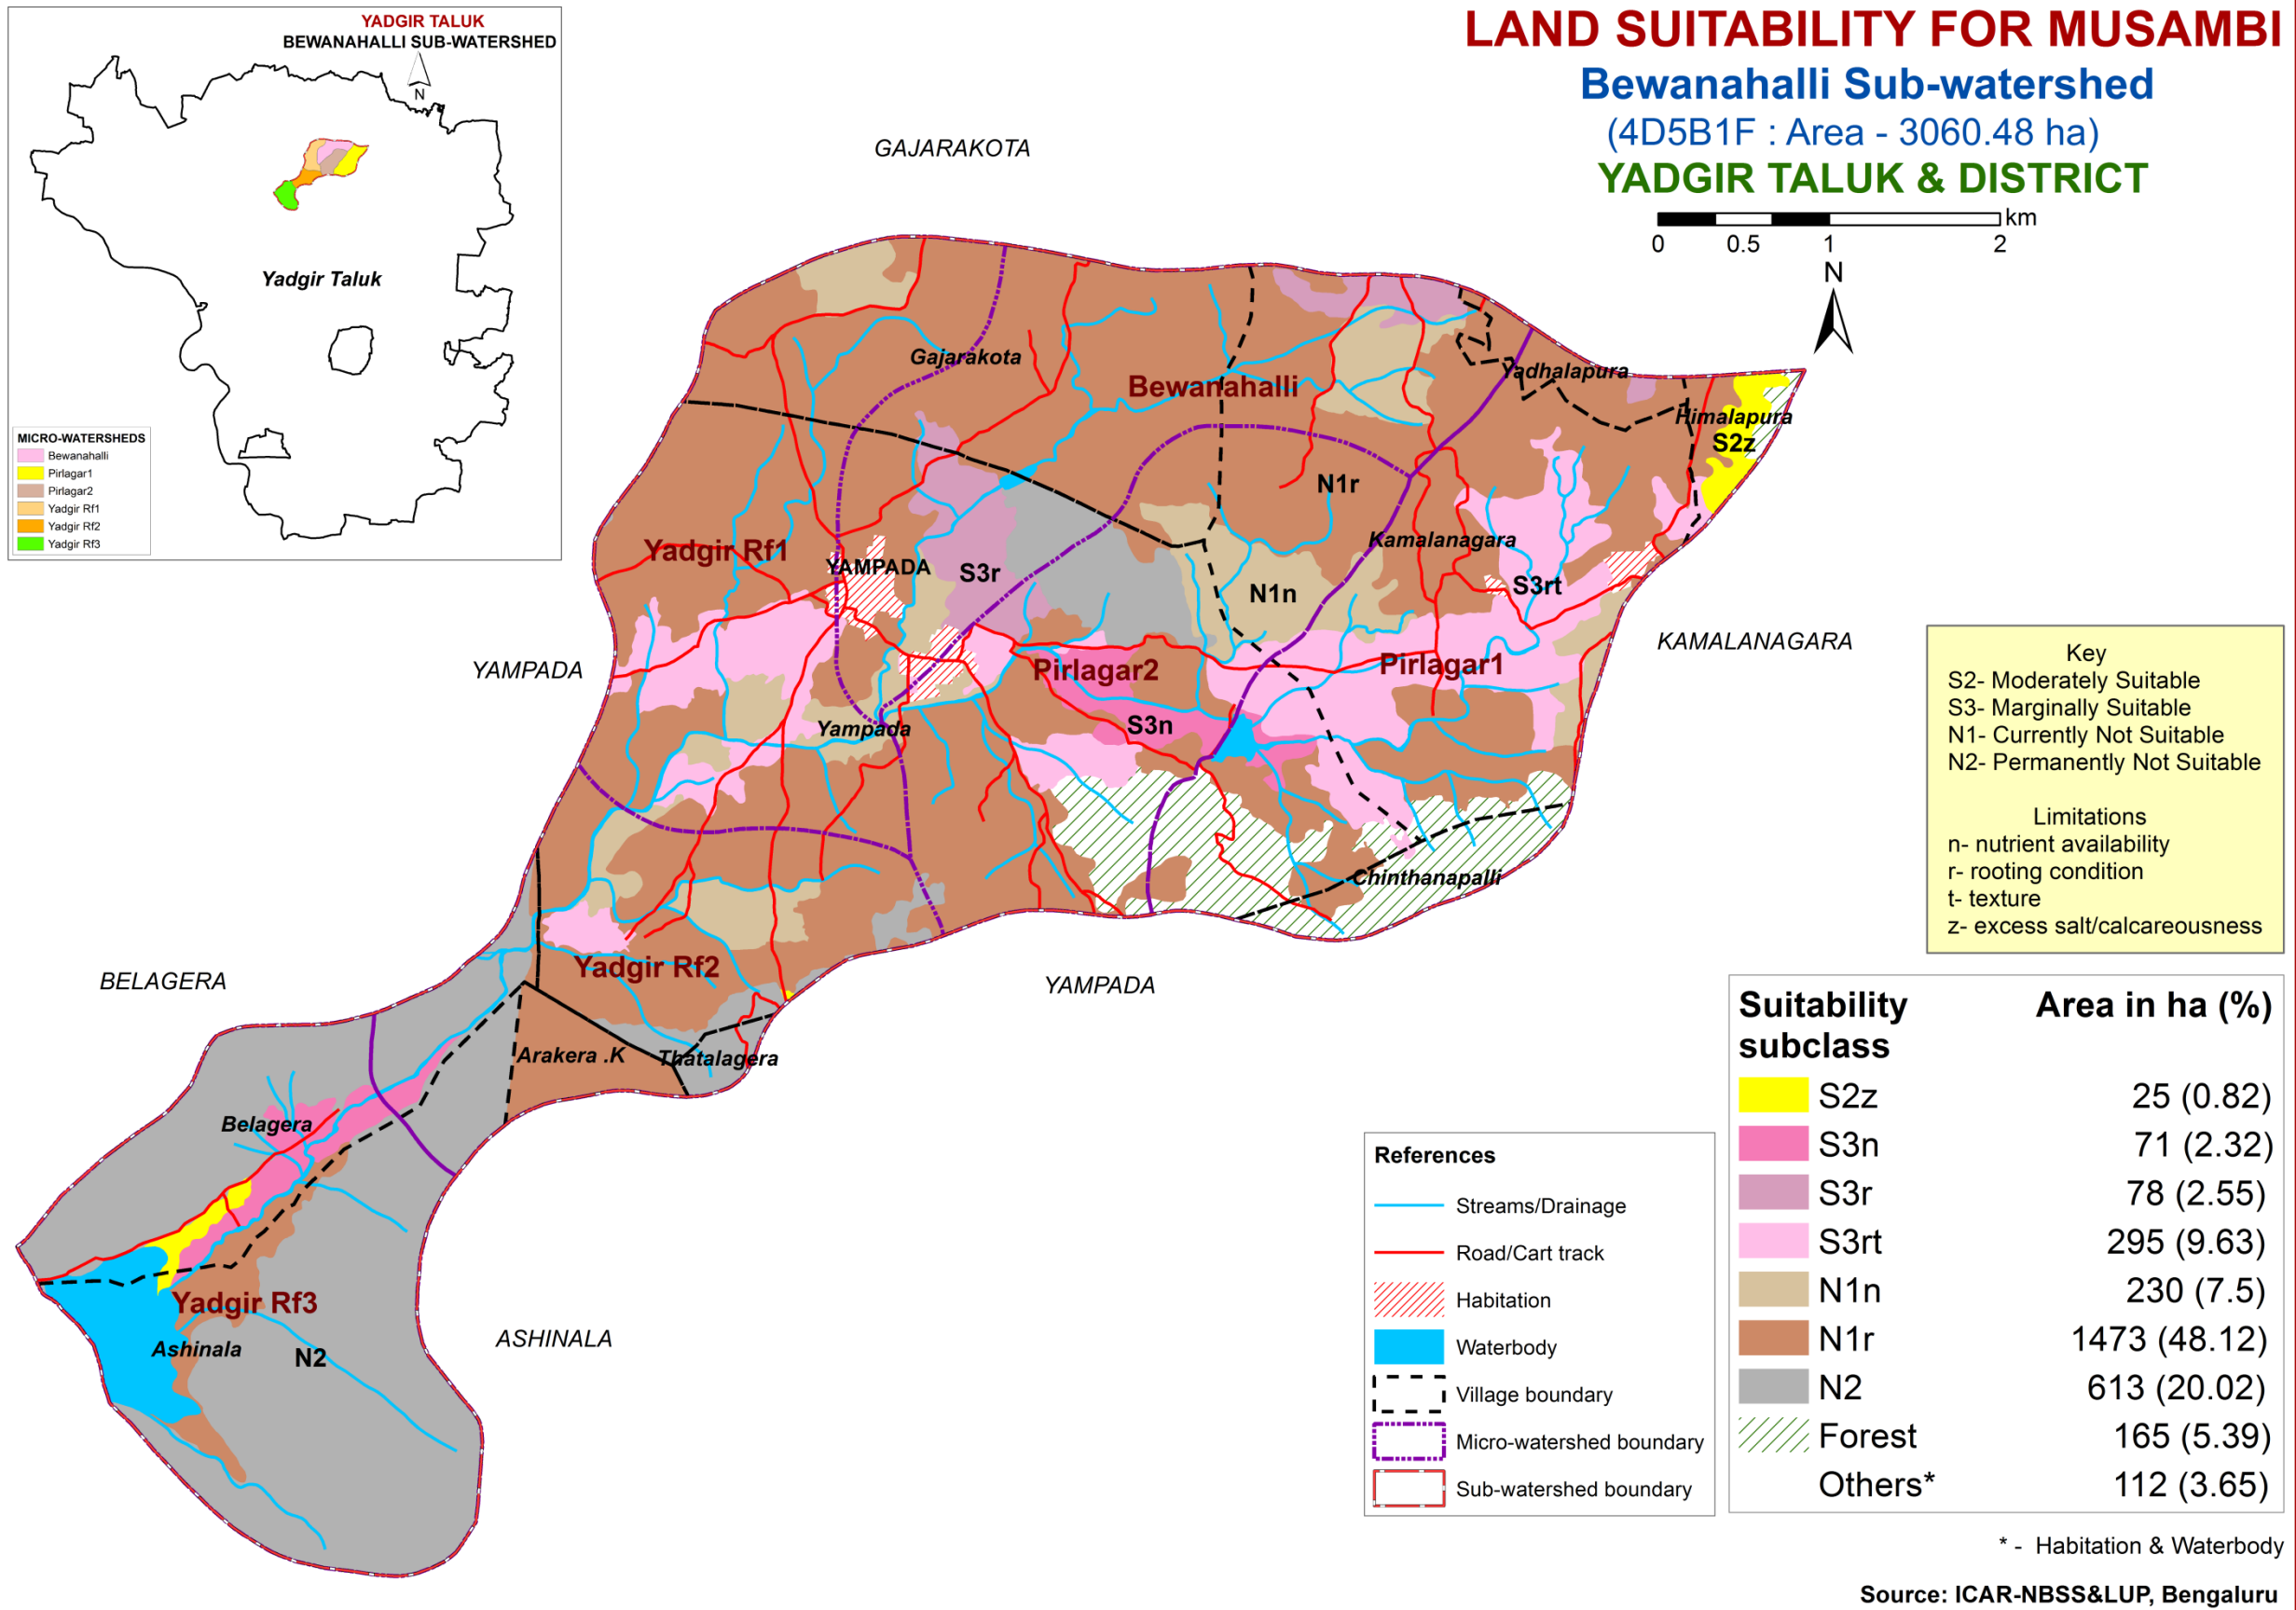 YADGIR TALUK
BEWANAHALLI SUB-WATERSHED
N
Yadgir Taluk
MICRO-WATERSHEDS
Bewanahalli
Pirlagar1
Pirlagar2
Yadgir Rf1
Yadgir Rf2
Yadgir Rf3
LAND SUITABILITY FOR MUSAMBI
Bewanahalli Sub-watershed
(4D5B1F : Area - 3060.48 ha)
YADGIR TALUK & DISTRICT
km
0 0.5 1 2
N
GAJARAKOTA
Gajarakota
Bewanahalli
Yadhalapura
Himalapura
S2z
N1r
Kamalanagara
Yadgir Rf1
YAMPADA
S3r
N1n
S3rt
KAMALANAGARA
YAMPADA
Pirlagar2
Pirlagar1
S3n
Yampada
Chinthanapalli
Yadgir Rf2
BELAGERA
YAMPADA
Arakera .K
Thatalagera
Belagera
Yadgir Rf3
Ashinala
N2
ASHINALA
Key
S2- Moderately Suitable
S3- Marginally Suitable
N1- Currently Not Suitable
N2- Permanently Not Suitable
Limitations
n- nutrient availability
r- rooting condition
t- texture
z- excess salt/calcareousness
References
Streams/Drainage
Road/Cart track
Habitation
Waterbody
Village boundary
Micro-watershed boundary
Sub-watershed boundary
Suitability subclass
Area in ha (%)
S2z 25 (0.82)
S3n 71 (2.32)
S3r 78 (2.55)
S3rt 295 (9.63)
N1n 230 (7.5)
N1r 1473 (48.12)
N2 613 (20.02)
Forest 165 (5.39)
Others* 112 (3.65)
* - Habitation & Waterbody
Source: ICAR-NBSS&LUP, Bengaluru